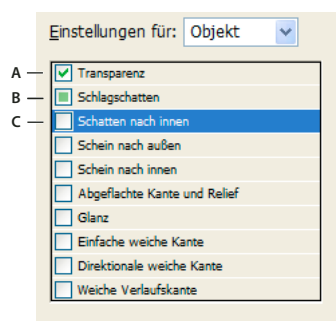 Einstellungen für: Objekt
A Transparenz
B Schlagschatten
C Schatten nach innen
Schein nach außen
Schein nach innen
Abgeflachte Kante und Relief
Glanz
Einfache weiche Kante
Direktionale weiche Kante
Weiche Verlaufskante